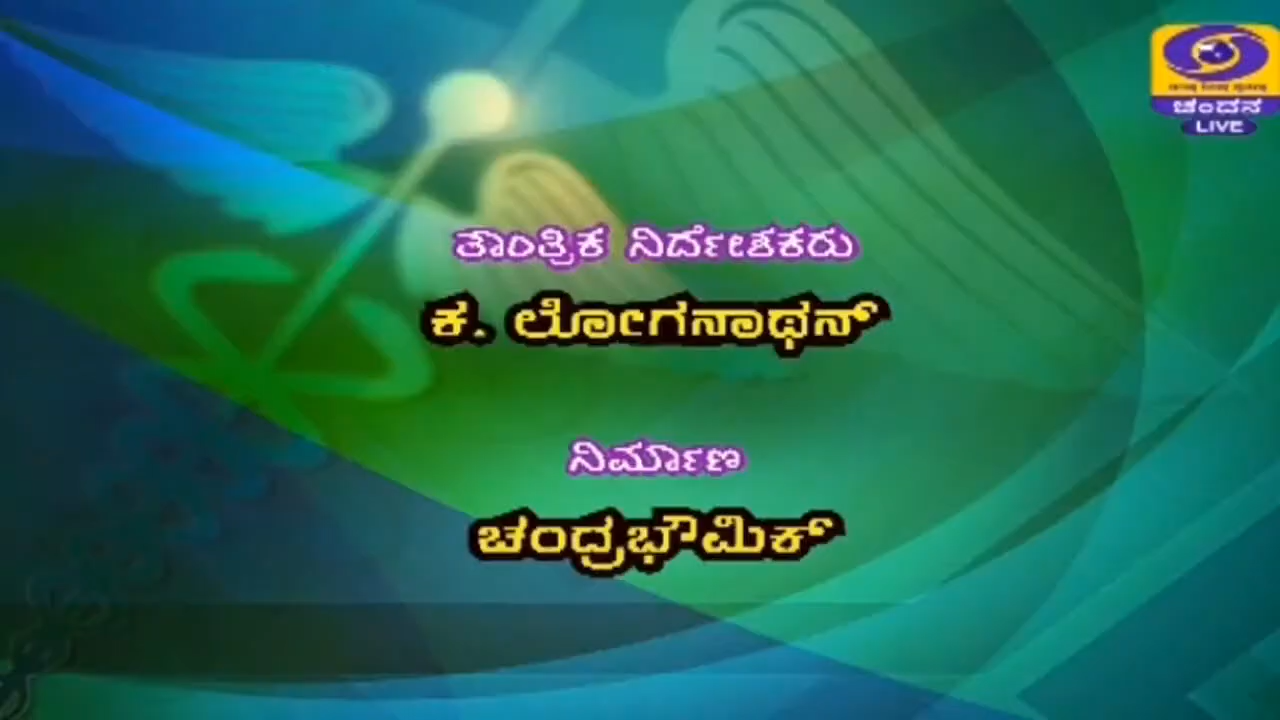 ಚಂದನ
LIVE
ತಾಂತ್ರಿಕ ನಿರ್ದೇಶಕರು
ಕ. ಲೋಗನಾಥನ್
ನಿರ್ಮಾಣ
ಚಂದ್ರಭೌಮಿಕ್